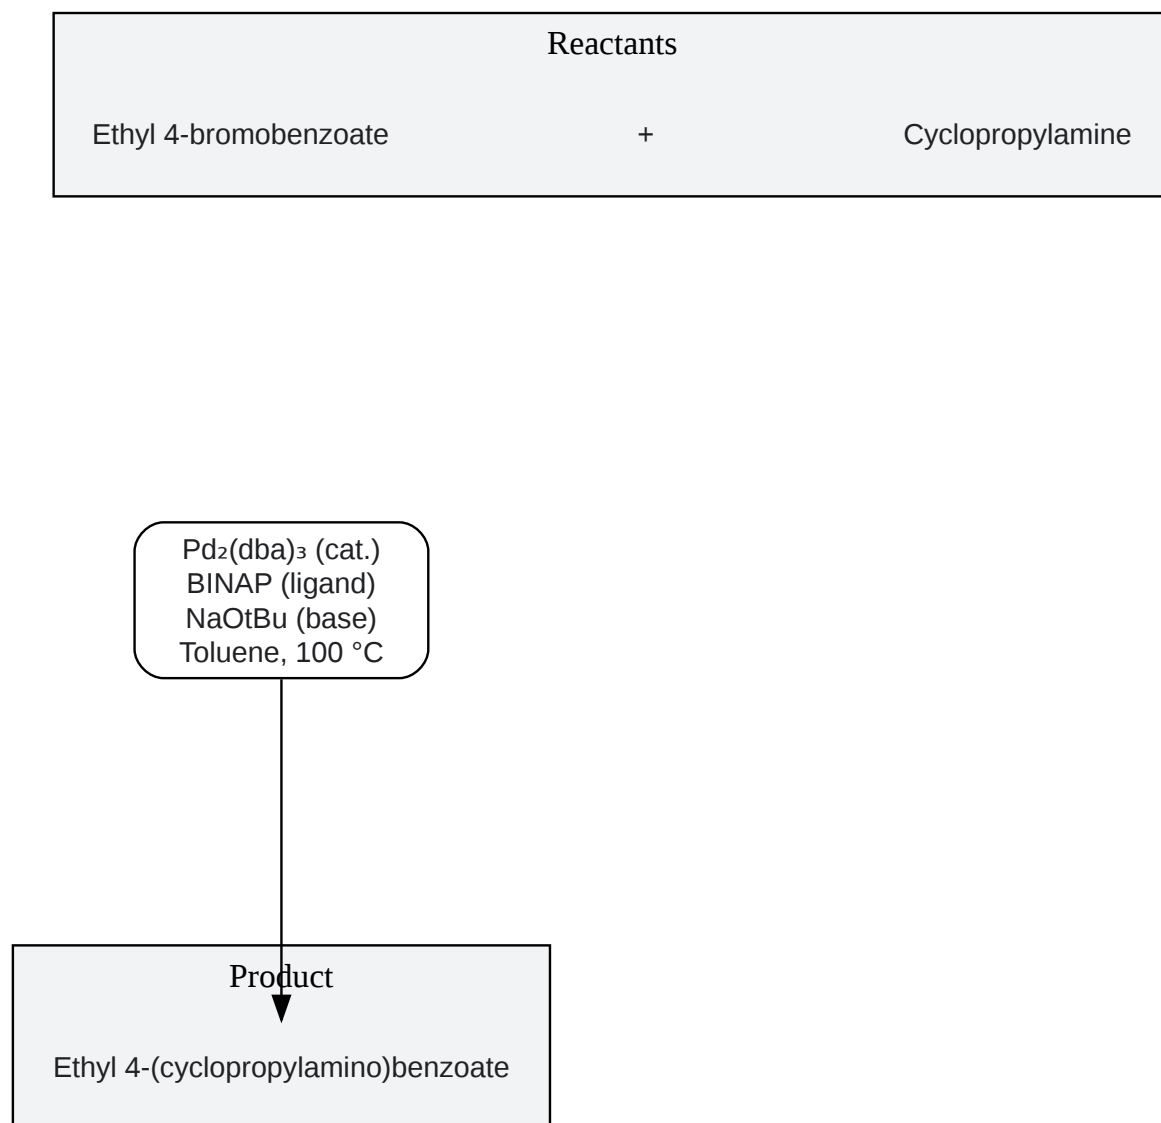 Reactants
Ethyl 4-bromobenzoate + Cyclopropylamine
Pd₂(dba)₃ (cat.)
BINAP (ligand)
NaOtBu (base)
Toluene, 100 °C
Product
Ethyl 4-(cyclopropylamino)benzoate